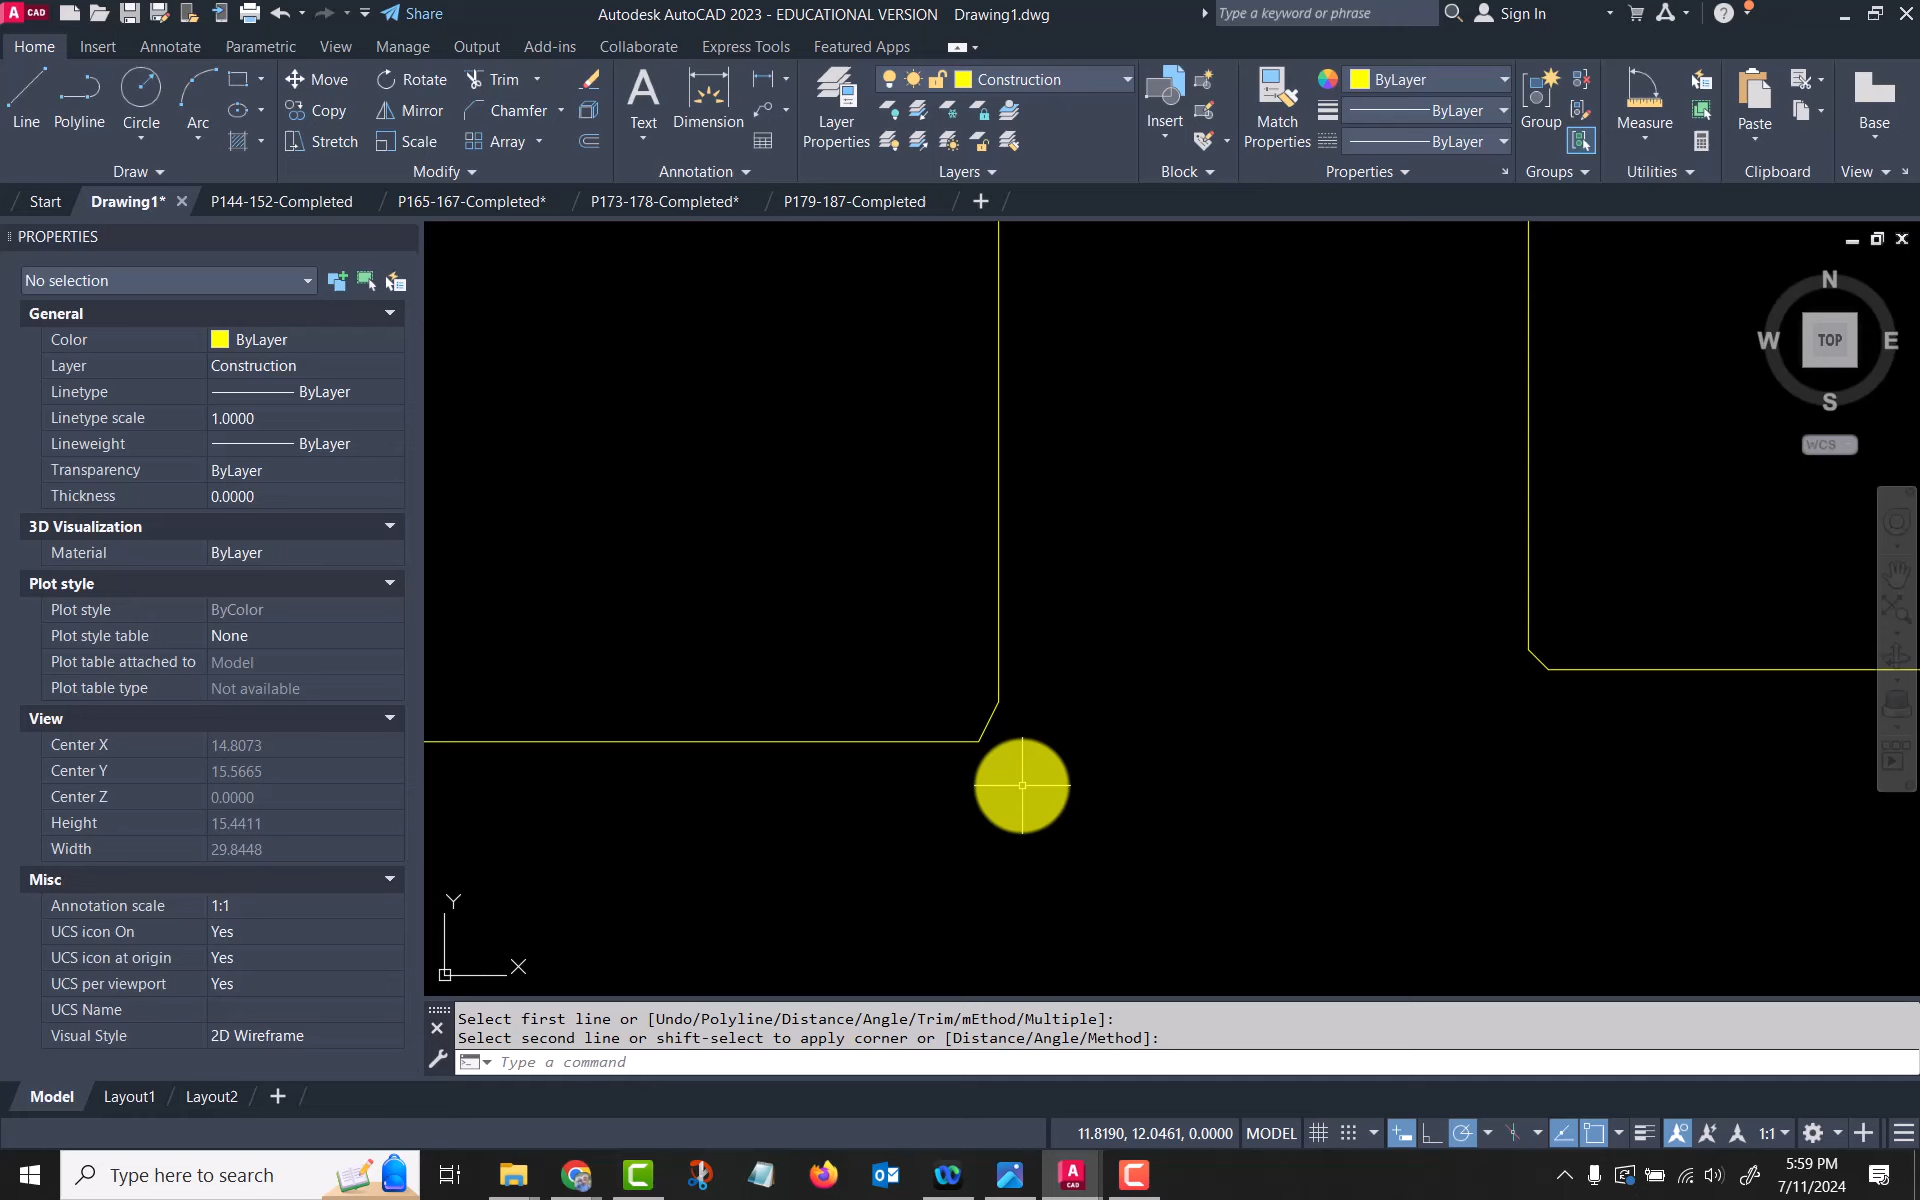 A CAD Share Autodesk AutoCAD 2023 - EDUCATIONAL VERSION Drawing1.dwg Type a keyword or phrase Sign In ?
Home Insert Annotate Parametric View Manage Output Add-ins Collaborate Express Tools Featured Apps
Line Polyline Circle Arc
Move Rotate Trim
Copy Mirror Chamfer
Stretch Scale Array
Text Dimension
Layer Properties
Construction
Insert
Match Properties
ByLayer
ByLayer
ByLayer
Group
Measure
Paste
Base
Draw Modify Annotation Layers Block Properties Groups Utilities Clipboard View
Start Drawing1* P144-152-Completed P165-167-Completed* P173-178-Completed* P179-187-Completed
PROPERTIES
No selection
General
Color ByLayer
Layer Construction
Linetype ByLayer
Linetype scale 1.0000
Lineweight ByLayer
Transparency ByLayer
Thickness 0.0000
3D Visualization
Material ByLayer
Plot style
Plot style ByColor
Plot style table None
Plot table attached to Model
Plot table type Not available
View
Center X 14.8073
Center Y 15.5665
Center Z 0.0000
Height 15.4411
Width 29.8448
Misc
Annotation scale 1:1
UCS icon On Yes
UCS icon at origin Yes
UCS per viewport Yes
UCS Name
Visual Style 2D Wireframe
N
W TOP E
S
WCS
Y
X
Select first line or [Undo/Polyline/Distance/Angle/Trim/mEthod/Multiple]:
Select second line or shift-select to apply corner or [Distance/Angle/Method]:
Type a command
Model Layout1 Layout2
11.8190, 12.0461, 0.0000 MODEL 1:1
Type here to search
5:59 PM
7/11/2024